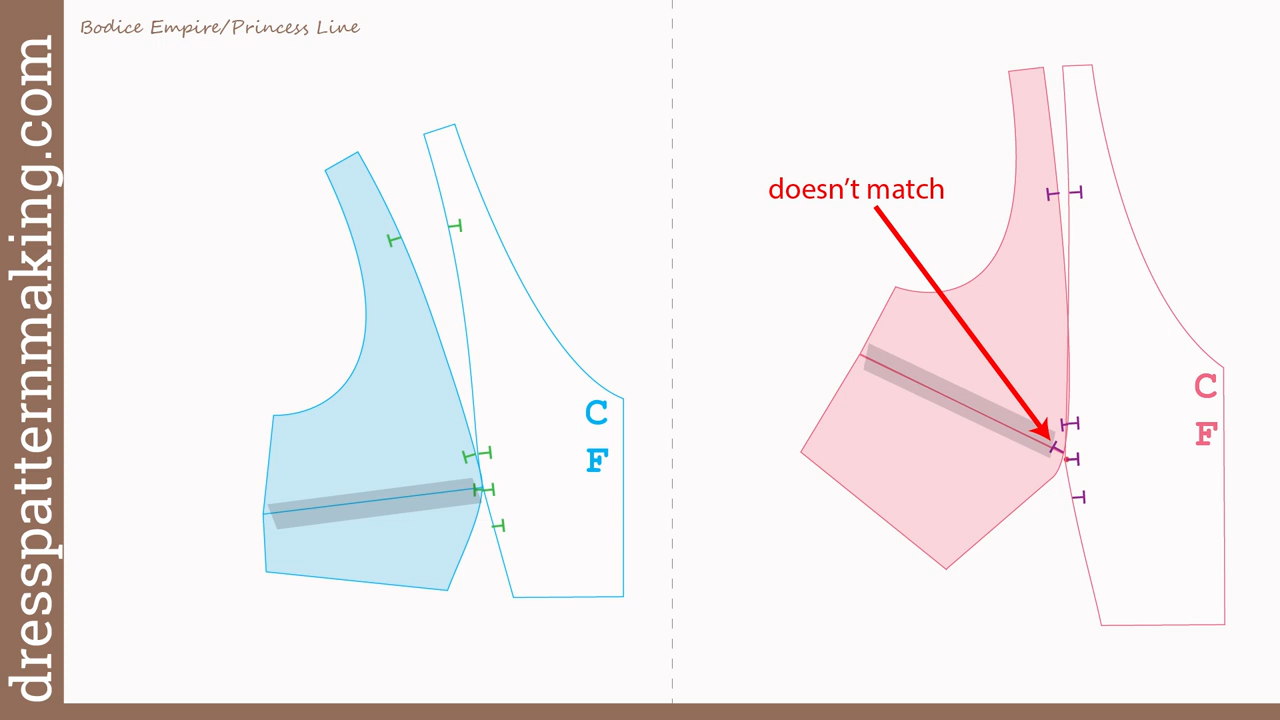 dresspatternmaking.com
Bodice Empire/Princess Line
C
F
doesn’t match
C
F